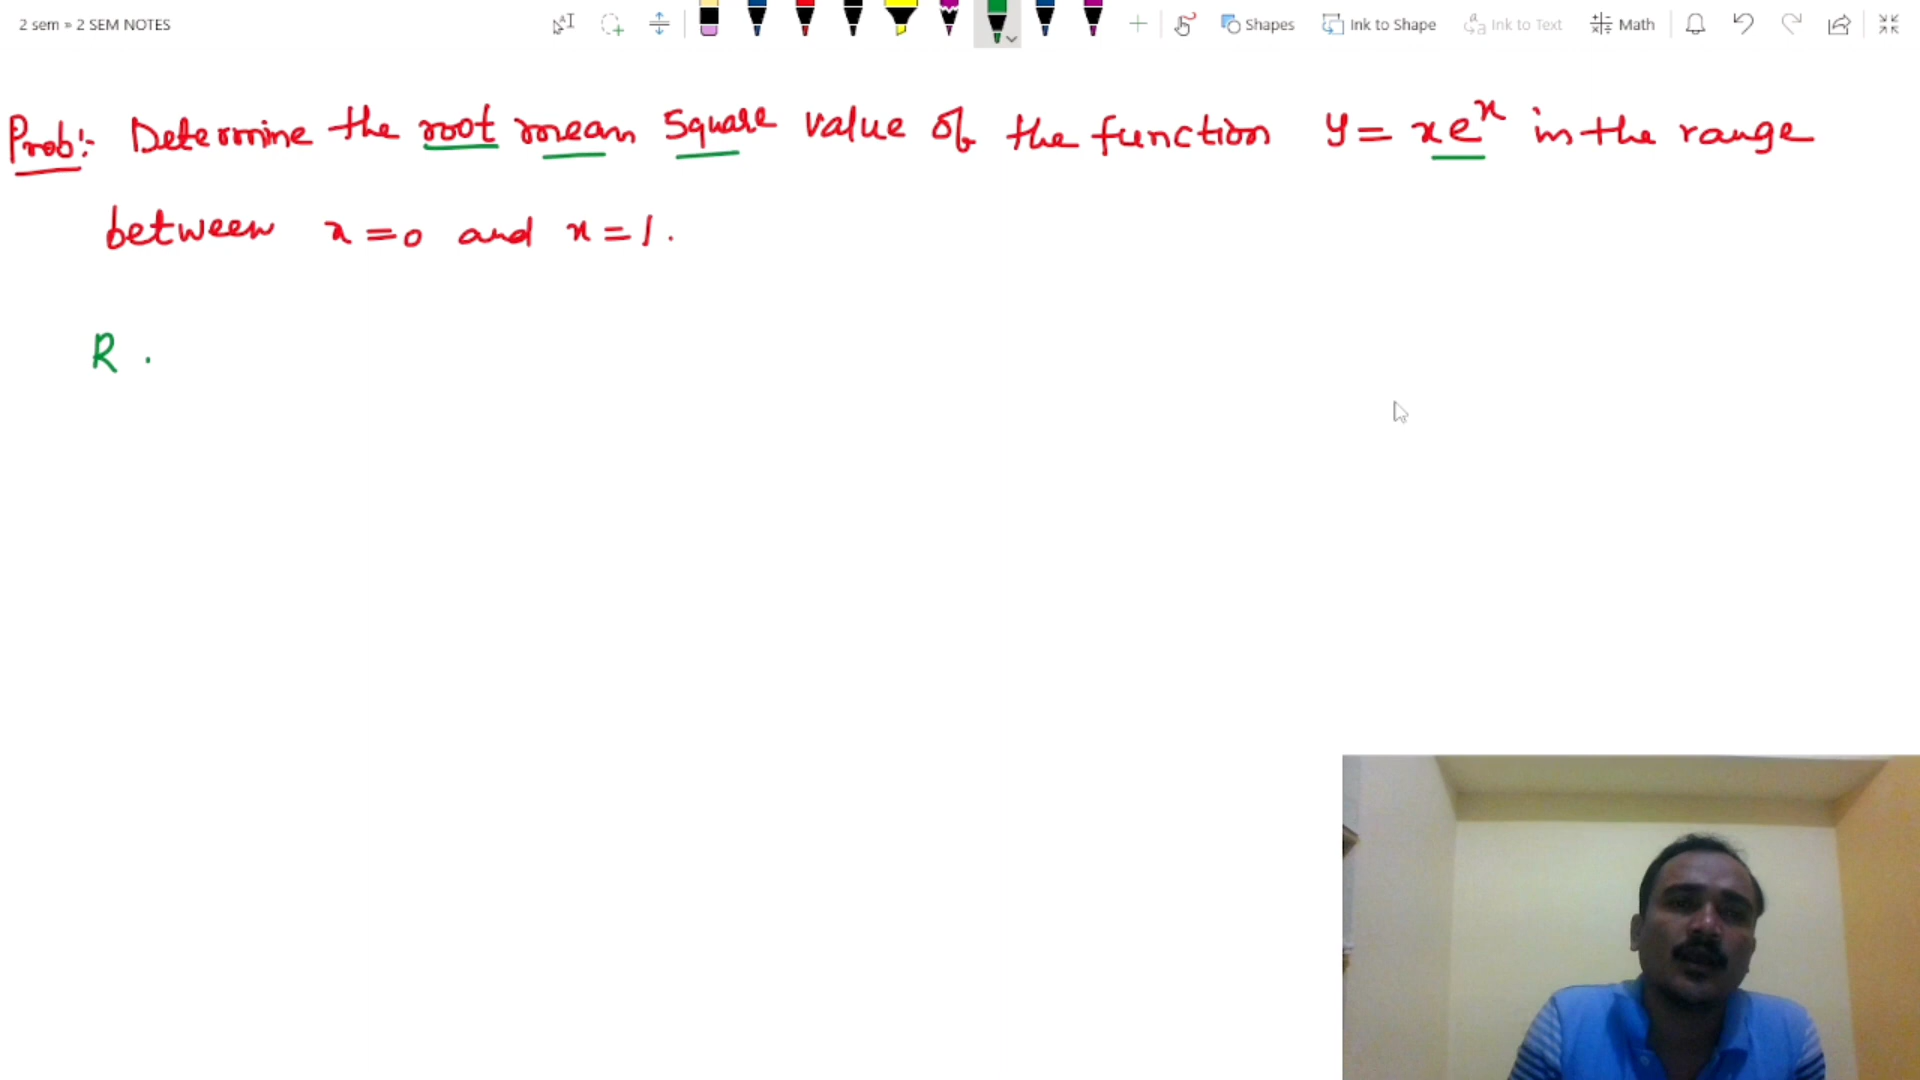 2 sem » 2 SEM NOTES
Shapes
Ink to Shape
Ink to Text
Math
Prob:- Determine the root mean square value of the function y = xe^x in the range
between x = 0 and x = 1.
R .